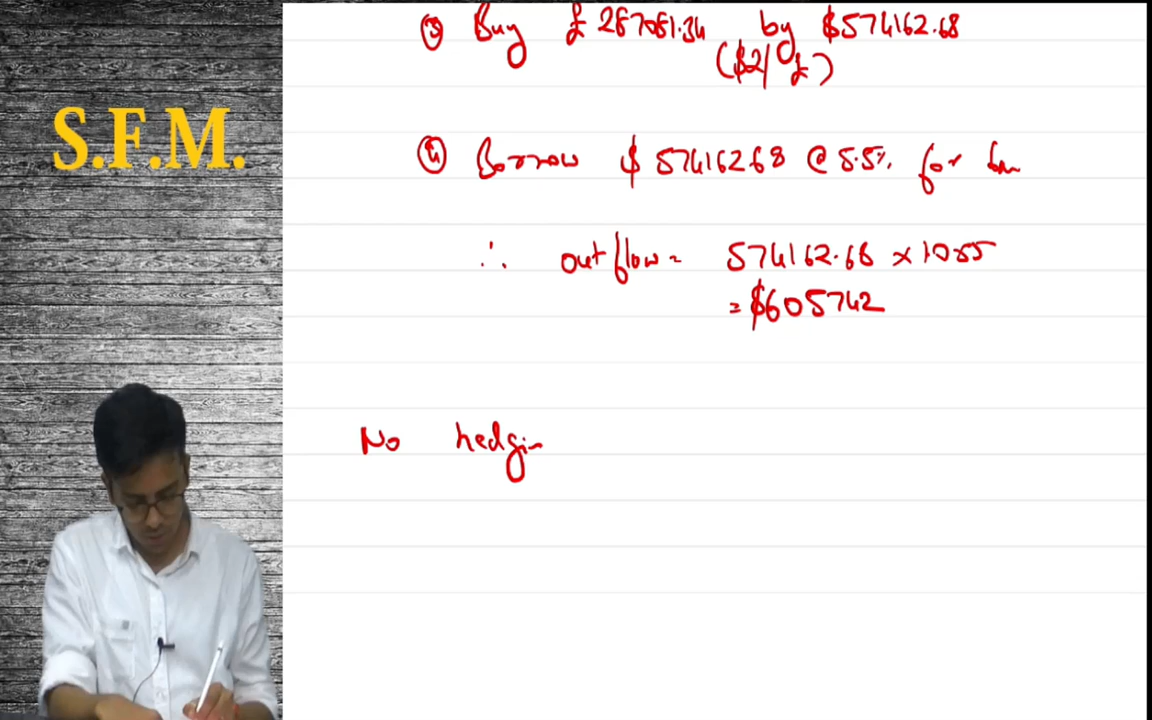 S.F.M.
③ Buy £ 287081.34 by $574162.68
($2/£)
④ Borrow $ 574162.68 @ 5.5% for 6m
∴ outflow = 574162.68 × 1.055
= $605742
No hedgin